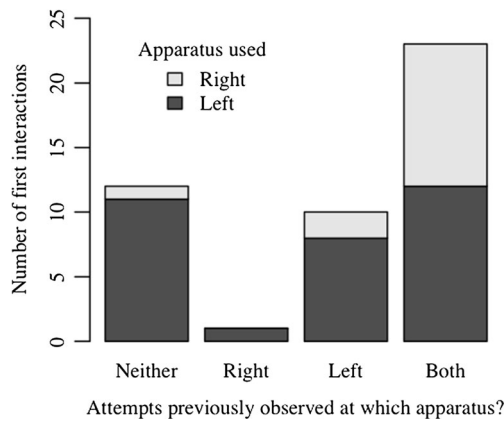 Number of first interactions
25
20
15
10
5
0
Apparatus used
Right
Left
Neither Right Left Both
Attempts previously observed at which apparatus?